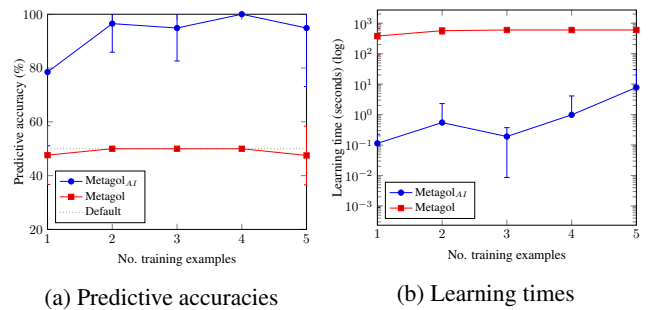 100
80
60
40
20
Predictive accuracy (%)
Metagol_AI
Metagol
Default
1 2 3 4 5
No. training examples
(a) Predictive accuracies
10^3
10^2
10^1
10^0
10^-1
10^-2
10^-3
Learning time (seconds) (log)
Metagol_AI
Metagol
1 2 3 4 5
No. training examples
(b) Learning times